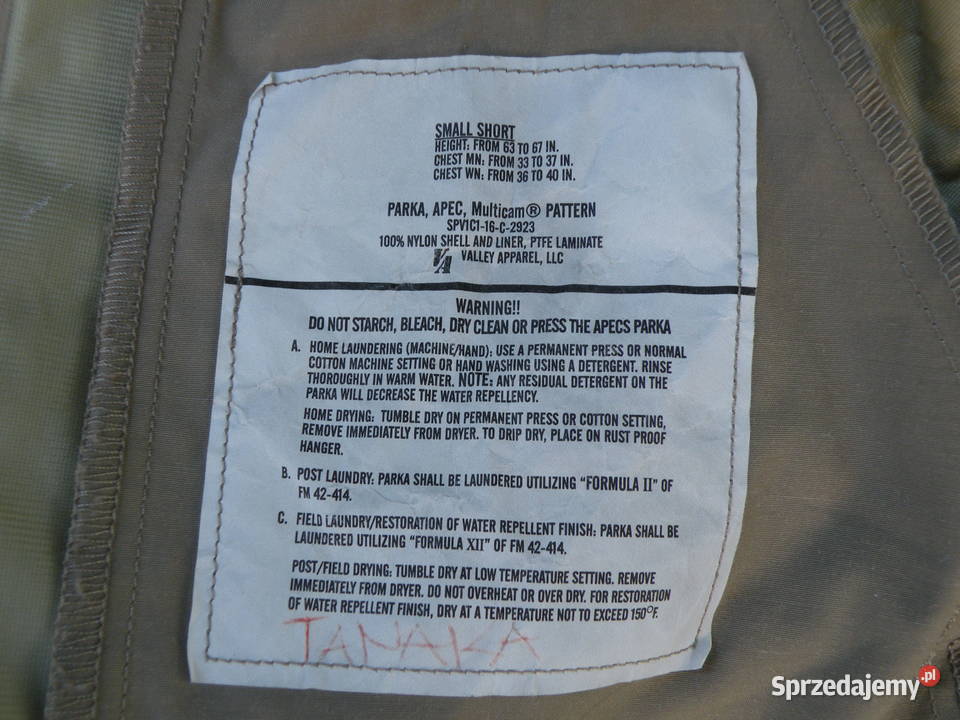 SMALL SHORT
HEIGHT: FROM 63 TO 67 IN.
CHEST MN: FROM 33 TO 37 IN.
CHEST WN: FROM 36 TO 40 IN.
PARKA, APEC, Multicam® PATTERN
SPV1C1-16-C-2923
100% NYLON SHELL AND LINER, PTFE LAMINATE
VA VALLEY APPAREL, LLC
WARNING!!
DO NOT STARCH, BLEACH, DRY CLEAN OR PRESS THE APECS PARKA
A. HOME LAUNDERING (MACHINE/HAND): USE A PERMANENT PRESS OR NORMAL
COTTON MACHINE SETTING OR HAND WASHING USING A DETERGENT. RINSE
THOROUGHLY IN WARM WATER. NOTE: ANY RESIDUAL DETERGENT ON THE
PARKA WILL DECREASE THE WATER REPELLENCY.
HOME DRYING: TUMBLE DRY ON PERMANENT PRESS OR COTTON SETTING,
REMOVE IMMEDIATELY FROM DRYER. TO DRIP DRY, PLACE ON RUST PROOF
HANGER.
B. POST LAUNDRY: PARKA SHALL BE LAUNDERED UTILIZING "FORMULA II" OF
FM 42-414.
C. FIELD LAUNDRY/RESTORATION OF WATER REPELLENT FINISH: PARKA SHALL BE
LAUNDERED UTILIZING "FORMULA XII" OF FM 42-414.
POST/FIELD DRYING: TUMBLE DRY AT LOW TEMPERATURE SETTING. REMOVE
IMMEDIATELY FROM DRYER. DO NOT OVERHEAT OR OVER DRY. FOR RESTORATION
OF WATER REPELLENT FINISH, DRY AT A TEMPERATURE NOT TO EXCEED 150°F.
TANAKA
Sprzedajemy.pl